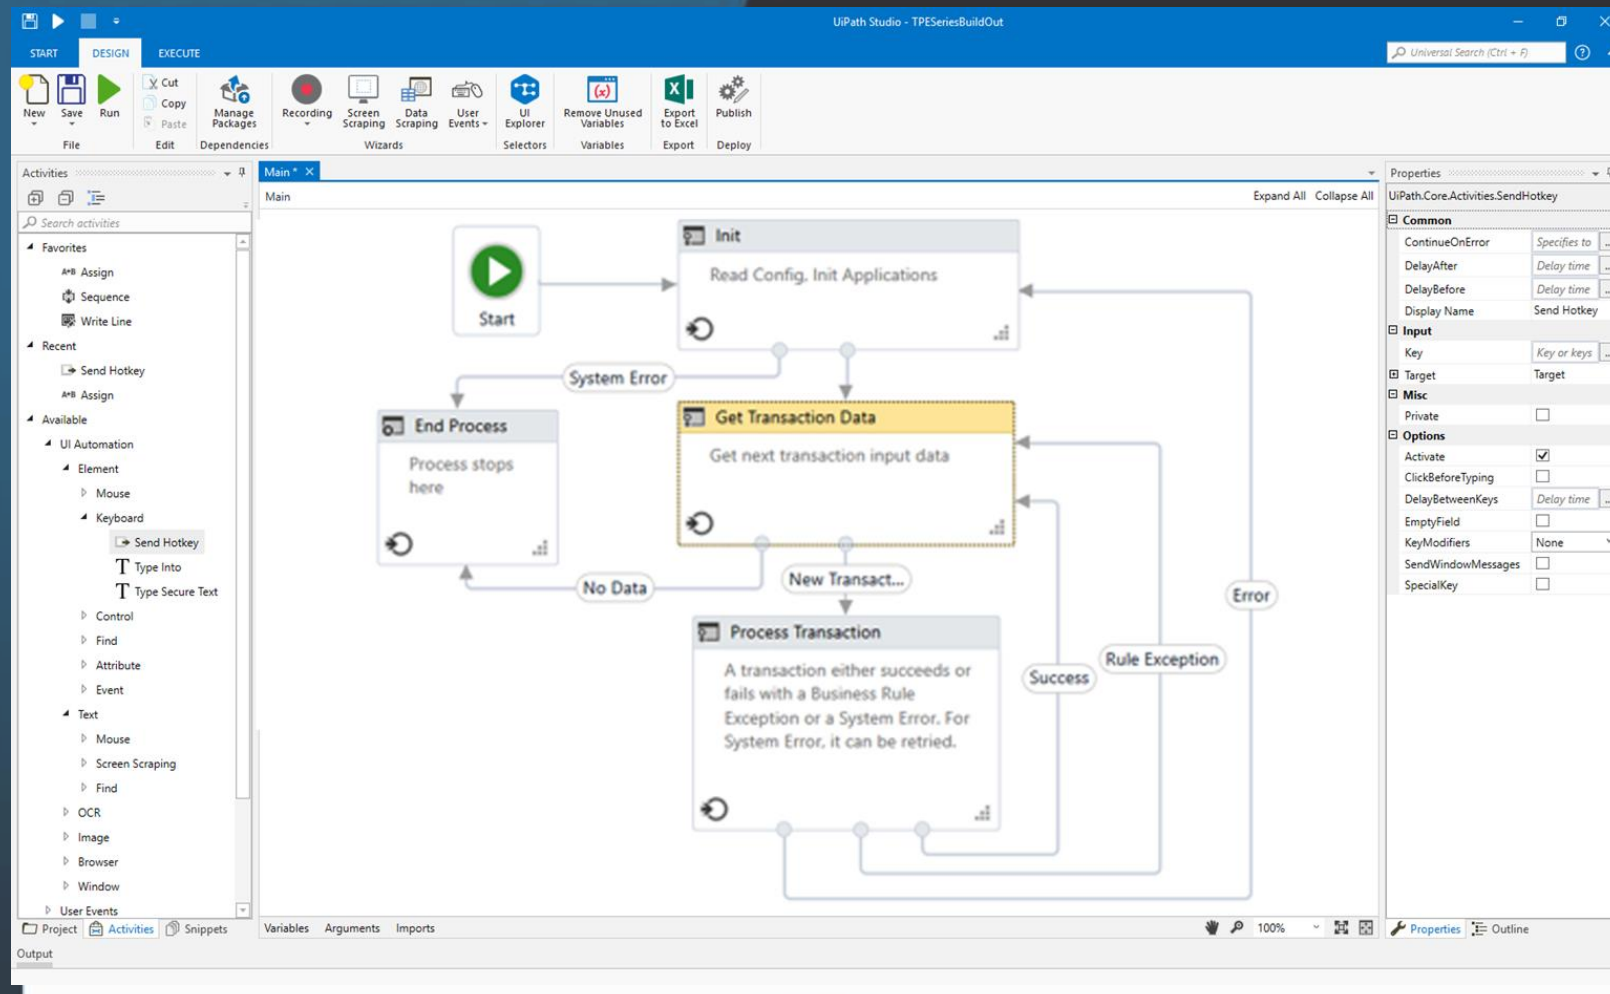 UiPath Studio - TPESeriesBuildOut
START DESIGN EXECUTE
Universal Search (Ctrl + F)
New Save Run
Cut
Copy
Paste
Manage Packages
Recording
Screen Scraping
Data Scraping
User Events
UI Explorer
Remove Unused Variables
Export to Excel
Publish
File Edit Dependencies Wizards Selectors Variables Export Deploy
Activities
Search activities
Favorites
A+B Assign
Sequence
Write Line
Recent
Send Hotkey
A+B Assign
Available
UI Automation
Element
Mouse
Keyboard
Send Hotkey
T Type Into
T Type Secure Text
Control
Find
Attribute
Event
Text
Mouse
Screen Scraping
Find
OCR
Image
Browser
Window
User Events
Project Activities Snippets
Output
Main *
Main
Expand All Collapse All
Start
Init
Read Config, Init Applications
System Error
End Process
Process stops
here
Get Transaction Data
Get next transaction input data
No Data
New Transact...
Process Transaction
A transaction either succeeds or
fails with a Business Rule
Exception or a System Error. For
System Error, it can be retried.
Success
Rule Exception
Error
Variables Arguments Imports
100%
Properties
UiPath.Core.Activities.SendHotkey
Common
ContinueOnError Specifies to ...
DelayAfter Delay time ...
DelayBefore Delay time ...
Display Name Send Hotkey
Input
Key Key or keys ...
Target Target
Misc
Private
Options
Activate
ClickBeforeTyping
DelayBetweenKeys Delay time ...
EmptyField
KeyModifiers None
SendWindowMessages
SpecialKey
Properties Outline